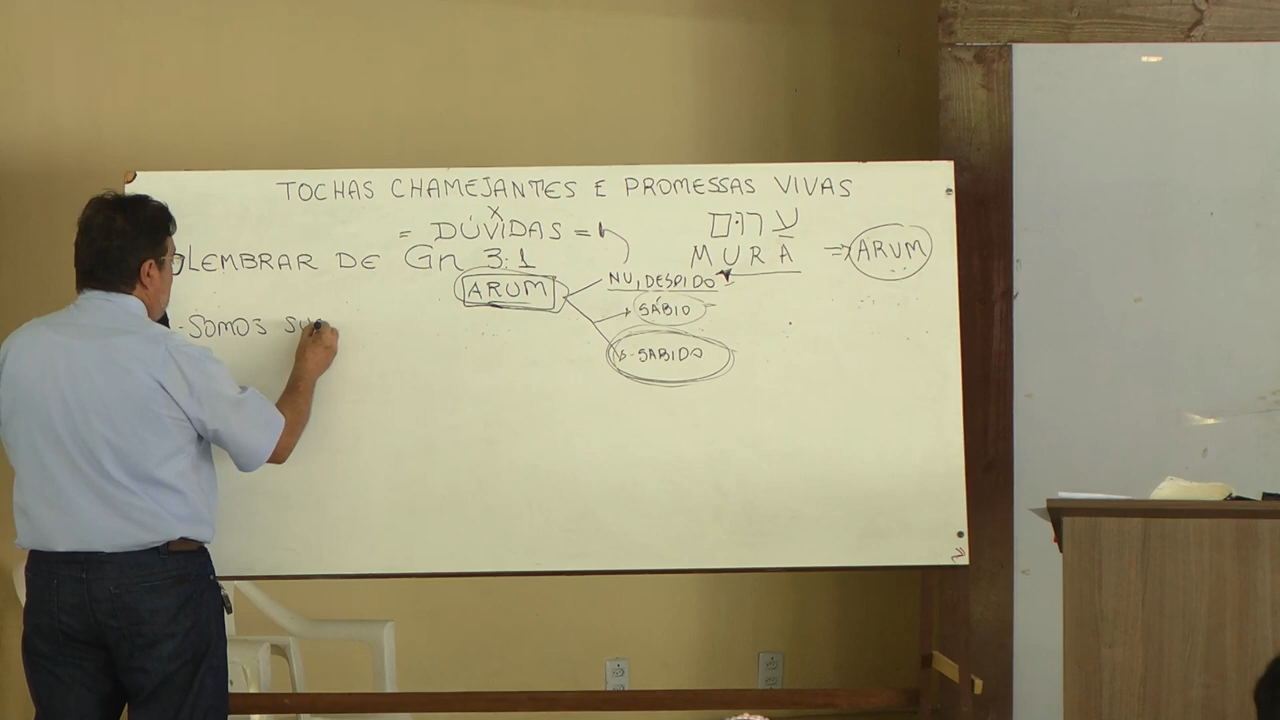 TOCHAS CHAMEJANTES E PROMESSAS VIVAS
X
= DÚVIDAS =
LEMBRAR DE Gn 3:1
MURA => ARUM
ARUM
NU, DESPIDO
SÁBIO
SABIDO
- SOMOS